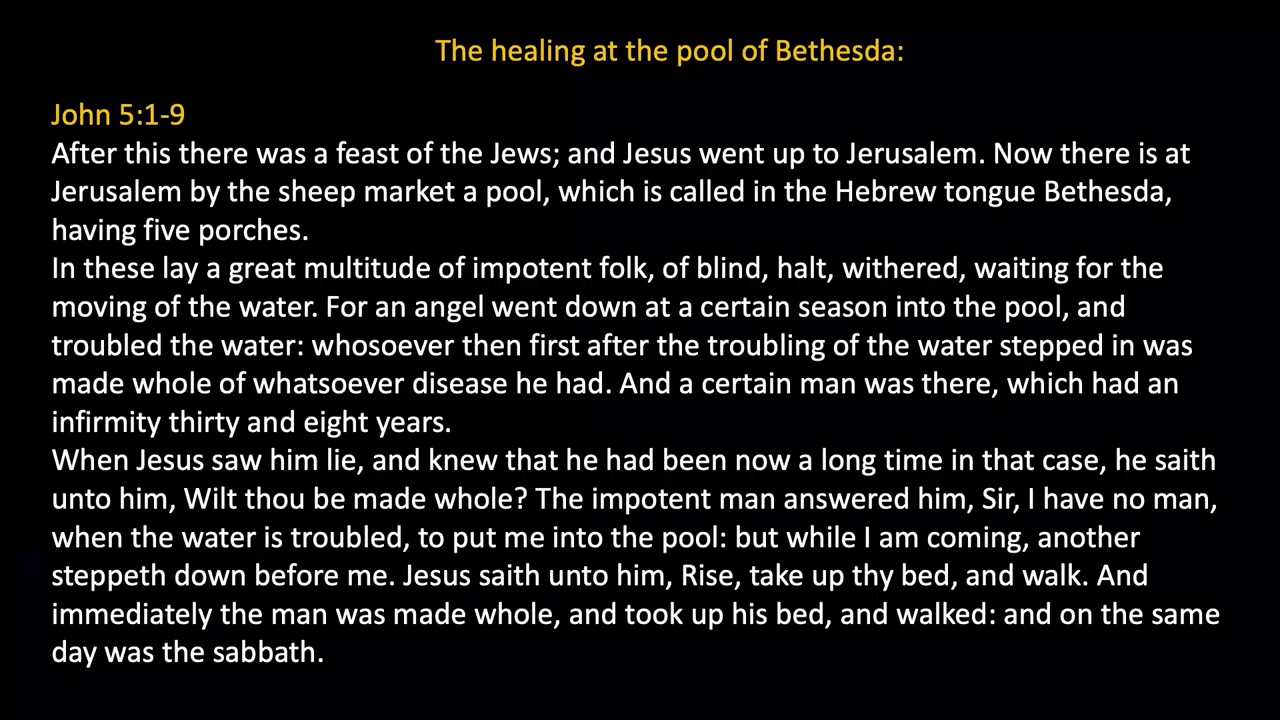 The healing at the pool of Bethesda:
John 5:1-9
After this there was a feast of the Jews; and Jesus went up to Jerusalem. Now there is at
Jerusalem by the sheep market a pool, which is called in the Hebrew tongue Bethesda,
having five porches.
In these lay a great multitude of impotent folk, of blind, halt, withered, waiting for the
moving of the water. For an angel went down at a certain season into the pool, and
troubled the water: whosoever then first after the troubling of the water stepped in was
made whole of whatsoever disease he had. And a certain man was there, which had an
infirmity thirty and eight years.
When Jesus saw him lie, and knew that he had been now a long time in that case, he saith
unto him, Wilt thou be made whole? The impotent man answered him, Sir, I have no man,
when the water is troubled, to put me into the pool: but while I am coming, another
steppeth down before me. Jesus saith unto him, Rise, take up thy bed, and walk. And
immediately the man was made whole, and took up his bed, and walked: and on the same
day was the sabbath.